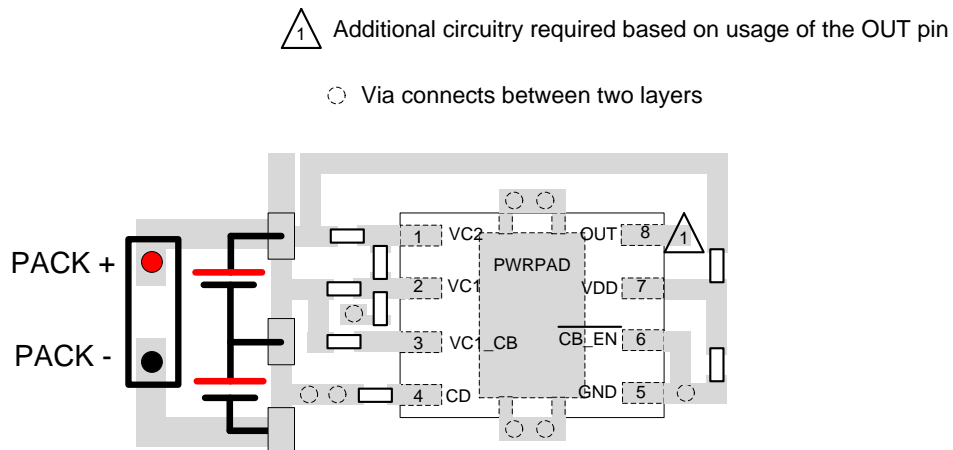 1 Additional circuitry required based on usage of the OUT pin
Via connects between two layers
PACK +
PACK -
1 VC2
2 VC1
3 VC1_CB
4 CD
PWRPAD
OUT 8 1
VDD 7
CB_EN 6
GND 5